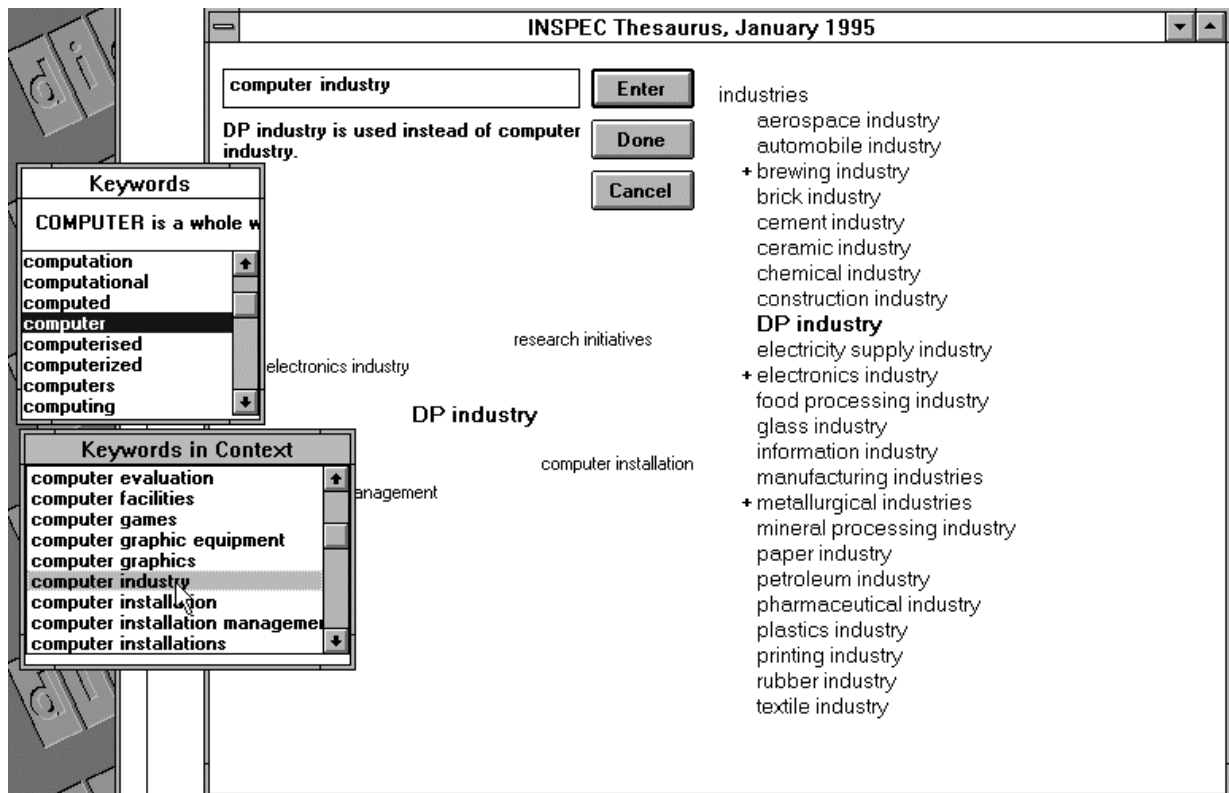 INSPEC Thesaurus, January 1995
computer industry
Enter
DP industry is used instead of computer
industry.
Done
Cancel
Keywords
COMPUTER is a whole w
computation
computational
computed
computer
computerised
computerized
computers
computing
Keywords in Context
computer evaluation
computer facilities
computer games
computer graphic equipment
computer graphics
computer industry
computer installation
computer installation managemen
computer installations
research initiatives
electronics industry
DP industry
computer installation
anagement
industries
aerospace industry
automobile industry
+ brewing industry
brick industry
cement industry
ceramic industry
chemical industry
construction industry
DP industry
electricity supply industry
+ electronics industry
food processing industry
glass industry
information industry
manufacturing industries
+ metallurgical industries
mineral processing industry
paper industry
petroleum industry
pharmaceutical industry
plastics industry
printing industry
rubber industry
textile industry